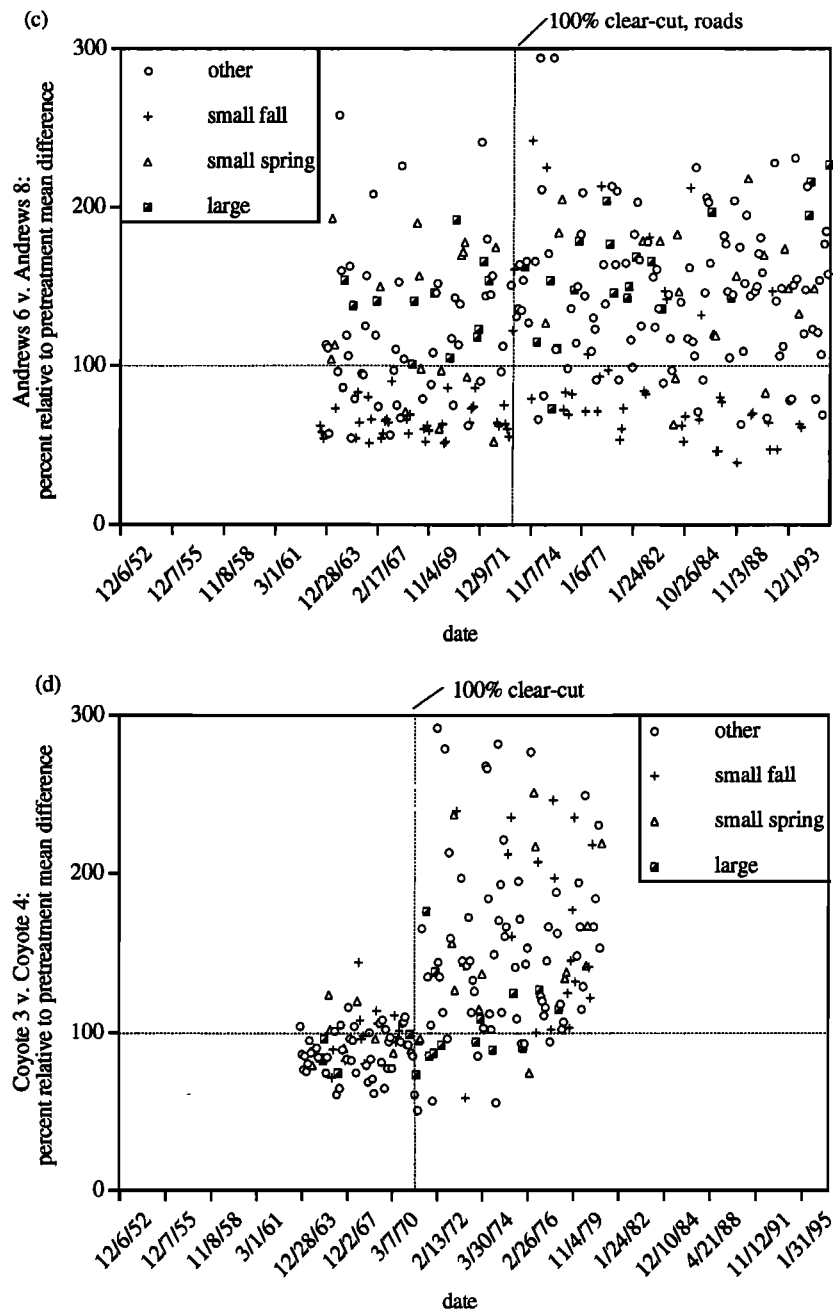 (c)
100% clear-cut, roads
300
200
100
0
other
small fall
small spring
large
Andrews 6 v. Andrews 8:
percent relative to pretreatment mean difference
12/6/52
12/7/55
11/8/58
3/1/61
12/28/63
2/17/67
11/4/69
12/9/71
11/7/74
1/6/77
1/24/82
10/26/84
11/3/88
12/1/93
date
(d)
100% clear-cut
300
200
100
0
other
small fall
small spring
large
Coyote 3 v. Coyote 4:
percent relative to pretreatment mean difference
12/6/52
12/7/55
11/8/58
3/1/61
12/28/63
12/2/67
3/7/70
2/13/72
3/30/74
2/26/76
11/4/79
1/24/82
12/10/84
4/21/88
11/12/91
1/31/95
date